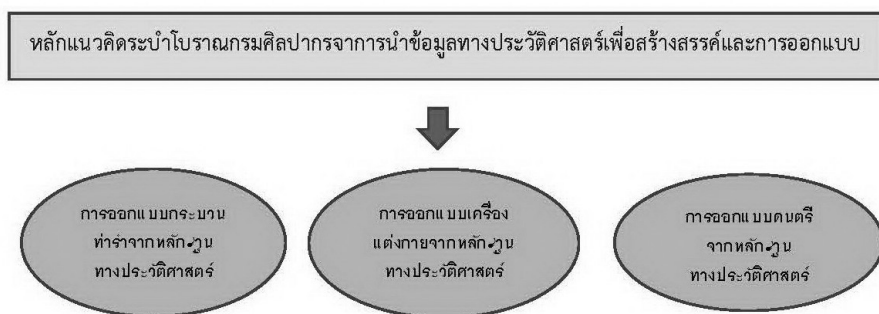 หลักแนวคิดระบำโบราณกรมศิลปากรจาการนำข้อมูลทางประวัติศาสตร์เพื่อสร้างสรรค์และการออกแบบ
การออกแบบกระบวน
ท่ารำจากหลักฐาน
ทางประวัติศาสตร์
การออกแบบเครื่อง
แต่งกายจากหลักฐาน
ทางประวัติศาสตร์
การออกแบบดนตรี
จากหลักฐาน
ทางประวัติศาสตร์